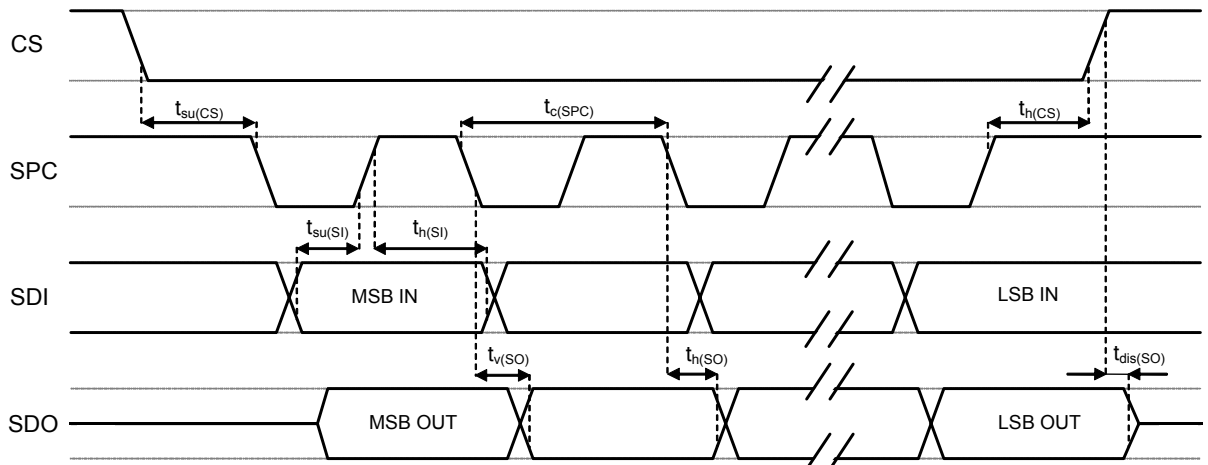 CS
t_su(CS)
t_c(SPC)
t_h(CS)
SPC
t_su(SI)
t_h(SI)
SDI
MSB IN
LSB IN
t_v(SO)
t_h(SO)
t_dis(SO)
SDO
MSB OUT
LSB OUT